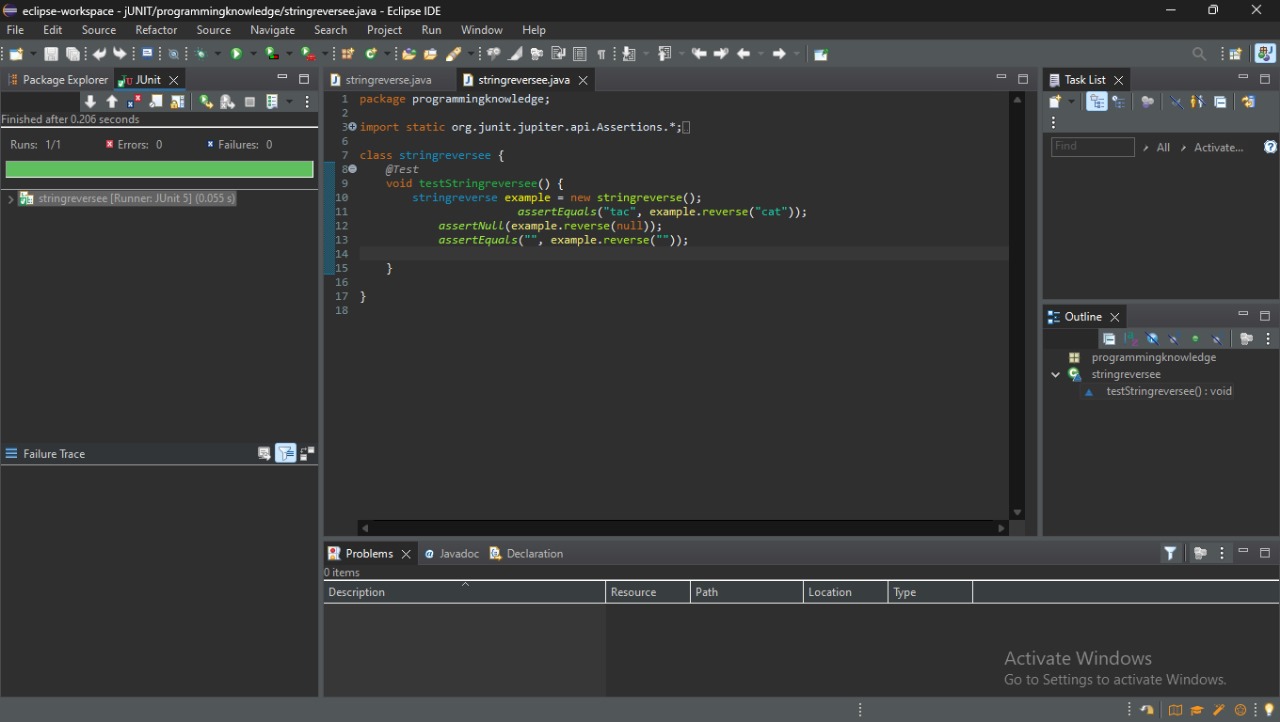 eclipse-workspace - jUNIT/programmingknowledge/stringreversee.java - Eclipse IDE
File Edit Source Refactor Source Navigate Search Project Run Window Help
Package Explorer JUnit
Finished after 0.206 seconds
Runs: 1/1 Errors: 0 Failures: 0
stringreversee [Runner: JUnit 5] (0.055 s)
Failure Trace
stringreverse.java stringreversee.java
1 package programmingknowledge;
2
3 import static org.junit.jupiter.api.Assertions.*;
6
7 class stringreversee {
8 @Test
9 void testStringreversee() {
10 stringreverse example = new stringreverse();
11 assertEquals("tac", example.reverse("cat"));
12 assertNull(example.reverse(null));
13 assertEquals("", example.reverse(""));
14
15 }
16
17 }
18
Task List
Find All Activate...
Outline
programmingknowledge
stringreversee
testStringreversee() : void
Problems Javadoc Declaration
0 items
Description Resource Path Location Type
Activate Windows
Go to Settings to activate Windows.